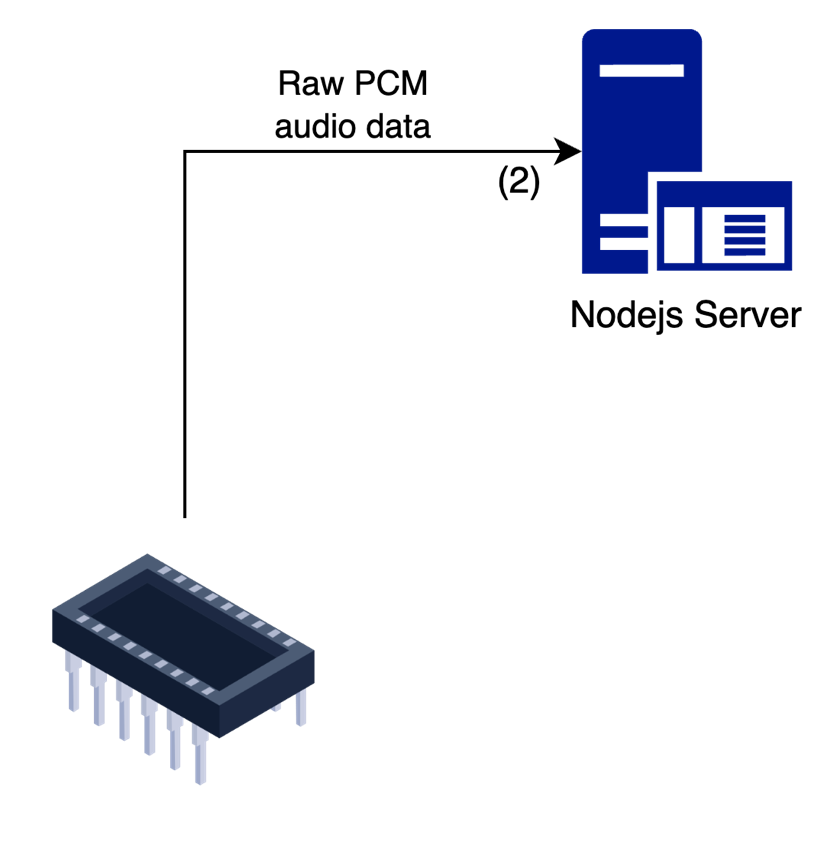 Raw PCM
audio data
(2)
Nodejs Server